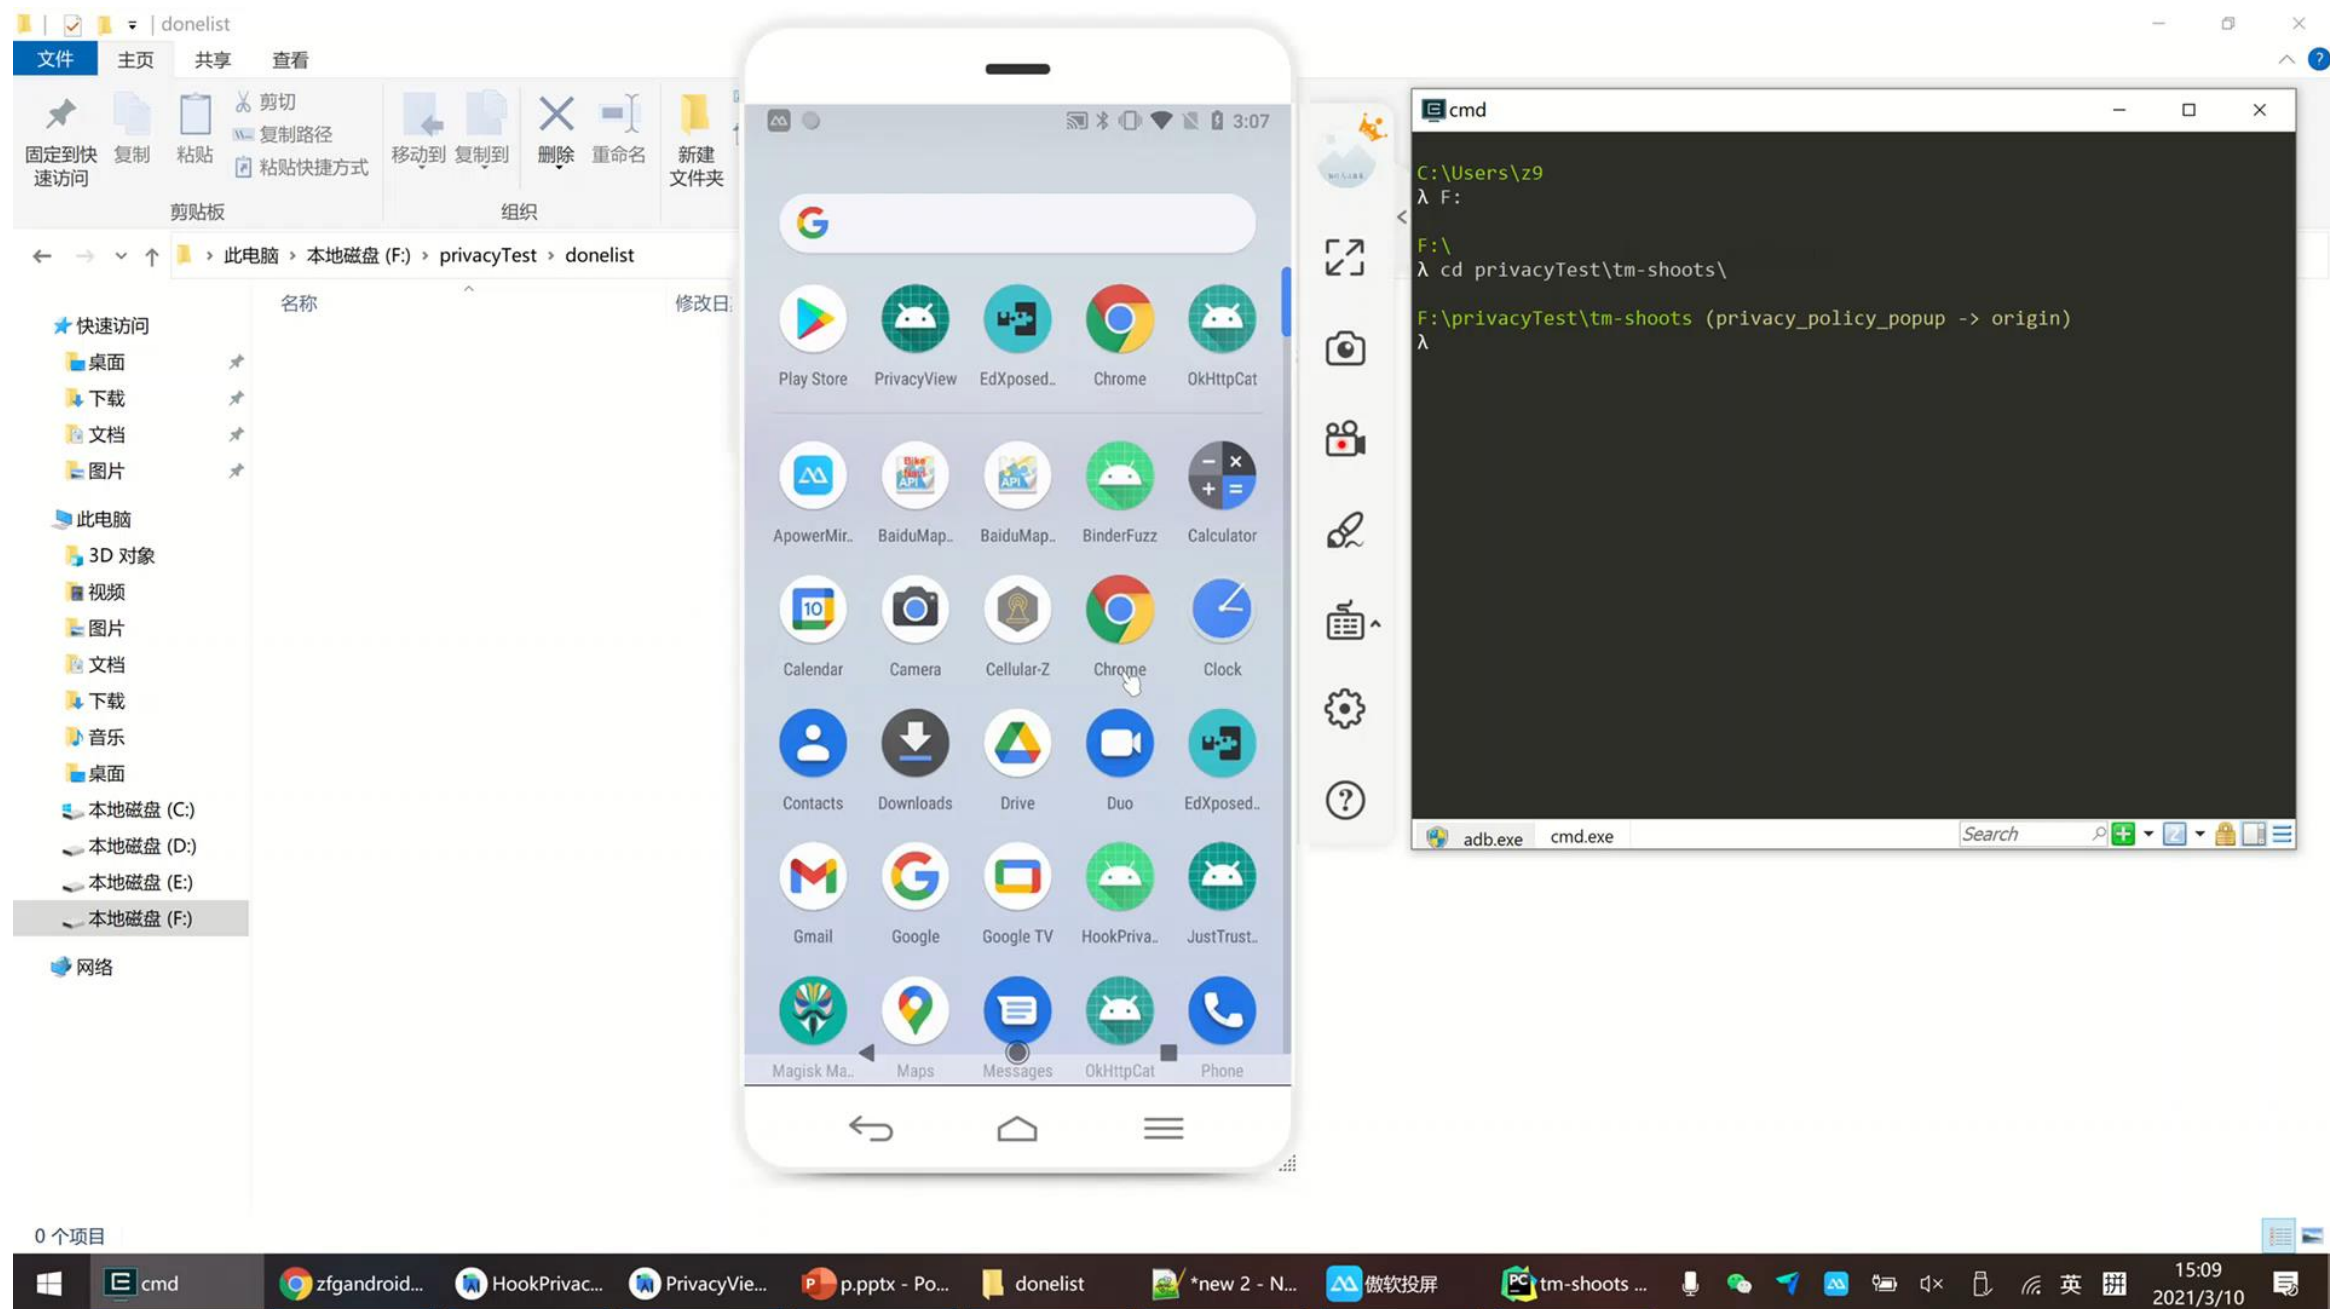 donelist
文件 主页 共享 查看
固定到快速访问
复制
粘贴
剪切
复制路径
粘贴快捷方式
移动到 复制到
删除 重命名
新建文件夹
剪贴板
组织
此电脑 › 本地磁盘 (F:) › privacyTest › donelist
名称
修改日
快速访问
桌面
下载
文档
图片
此电脑
3D 对象
视频
图片
文档
下载
音乐
桌面
本地磁盘 (C:)
本地磁盘 (D:)
本地磁盘 (E:)
本地磁盘 (F:)
网络
0 个项目
3:07
Play Store PrivacyView EdXposed.. Chrome OkHttpCat
Bike Navi API
API
ApowerMir.. BaiduMap.. BaiduMap.. BinderFuzz Calculator
10
Calendar Camera Cellular-Z Chrome Clock
Contacts Downloads Drive Duo EdXposed..
Gmail Google Google TV HookPriva.. JustTrust..
Magisk Ma.. Maps Messages OkHttpCat Phone
cmd
C:\Users\z9
λ F:
F:\
λ cd privacyTest\tm-shoots\
F:\privacyTest\tm-shoots (privacy_policy_popup -> origin)
λ
adb.exe cmd.exe
Search
cmd
zfgandroid...
HookPrivac...
PrivacyVie...
p.pptx - Po...
donelist
*new 2 - N...
傲软投屏
tm-shoots ...
英
拼
15:09
2021/3/10